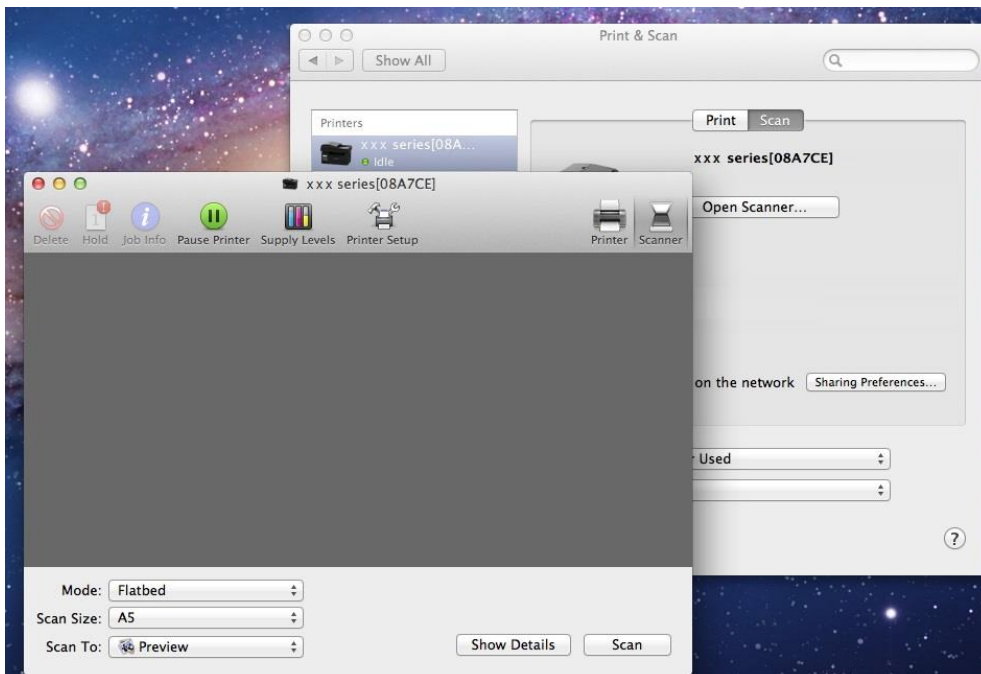 Print & Scan
Show All
Printers
xxx series[08A...
Idle
Print Scan
xxx series[08A7CE]
Open Scanner...
on the network Sharing Preferences...
Used
?
xxx series[08A7CE]
Delete Hold Job Info Pause Printer Supply Levels Printer Setup Printer Scanner
Mode: Flatbed
Scan Size: A5
Scan To: Preview
Show Details Scan